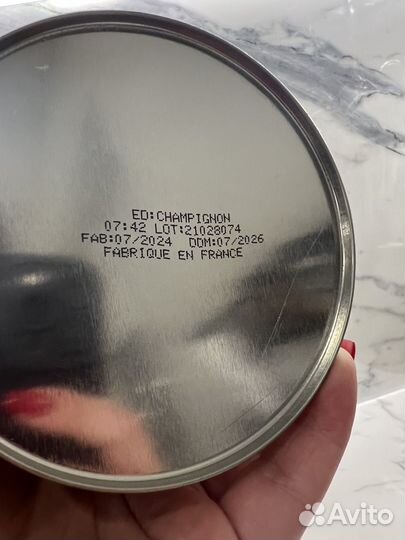 ED:CHAMPIGNON
07:42 LOT:21028074
FAB:07/2024 DDM:07/2026
FABRIQUE EN FRANCE
Avito